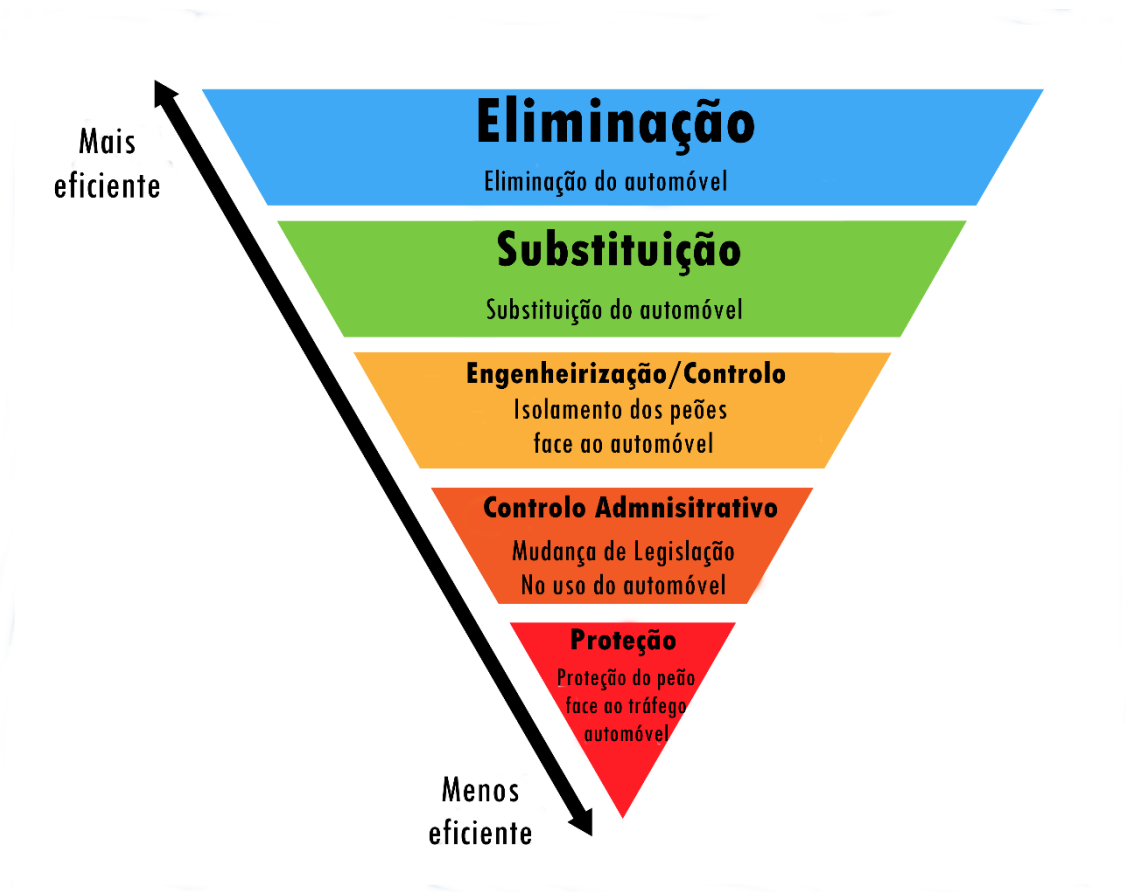 Mais
eficiente
Eliminação
Eliminação do automóvel
Substituição
Substituição do automóvel
Engenheirização/Controlo
Isolamento dos peões
face ao automóvel
Controlo Admnisitrativo
Mudança de Legislação
No uso do automóvel
Proteção
Proteção do peão
face ao tráfego
automóvel
Menos
eficiente